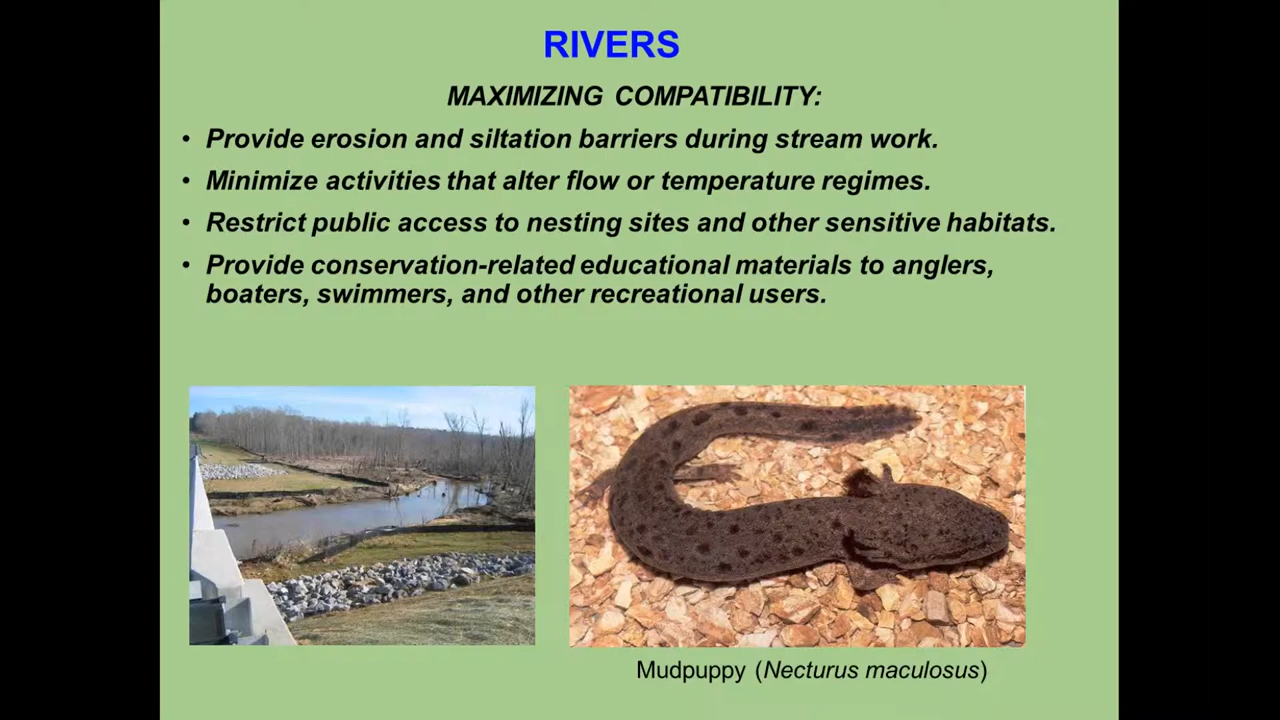 RIVERS
MAXIMIZING COMPATIBILITY:
• Provide erosion and siltation barriers during stream work.
• Minimize activities that alter flow or temperature regimes.
• Restrict public access to nesting sites and other sensitive habitats.
• Provide conservation-related educational materials to anglers,
boaters, swimmers, and other recreational users.
Mudpuppy (Necturus maculosus)